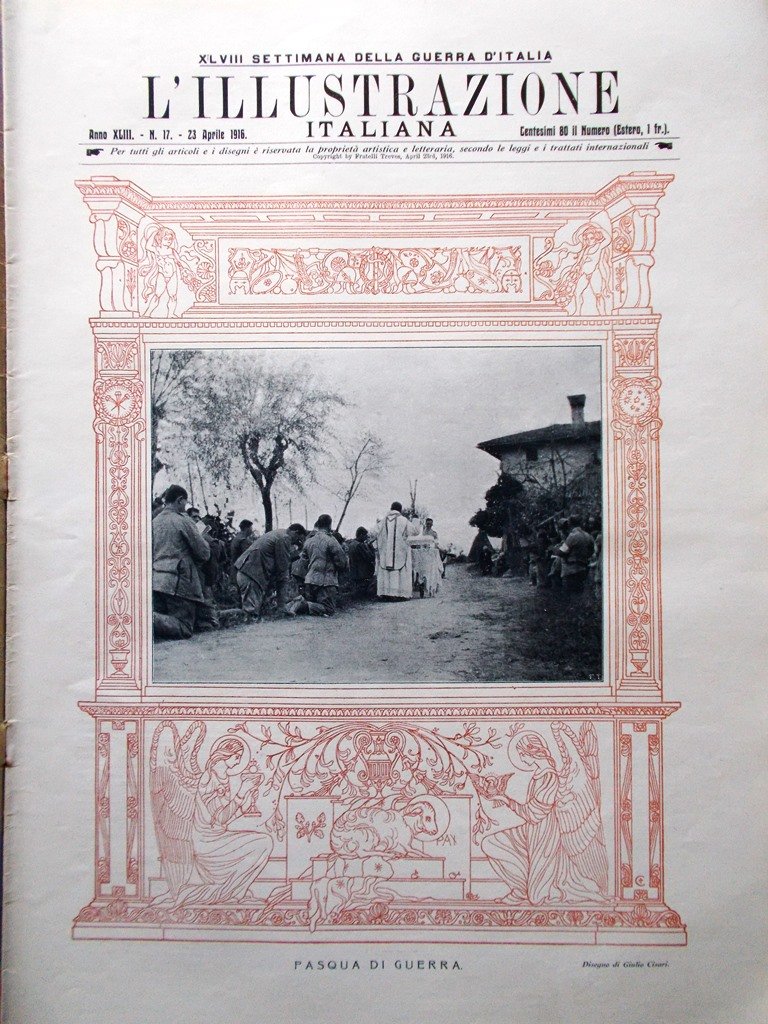 XLVIII SETTIMANA DELLA GUERRA D'ITALIA
L'ILLUSTRAZIONE
Anno XLIII. - N. 17. - 23 Aprile 1916.
ITALIANA
Centesimi 80 il Numero (Estero, 1 fr.).
Per tutti gli articoli e i disegni è riservata la proprietà artistica e letteraria, secondo le leggi e i trattati internazionali
Copyright by Fratelli Treves, April 23rd, 1916.
PAX
PASQUA DI GUERRA.
Disegno di Giulio Cisari.